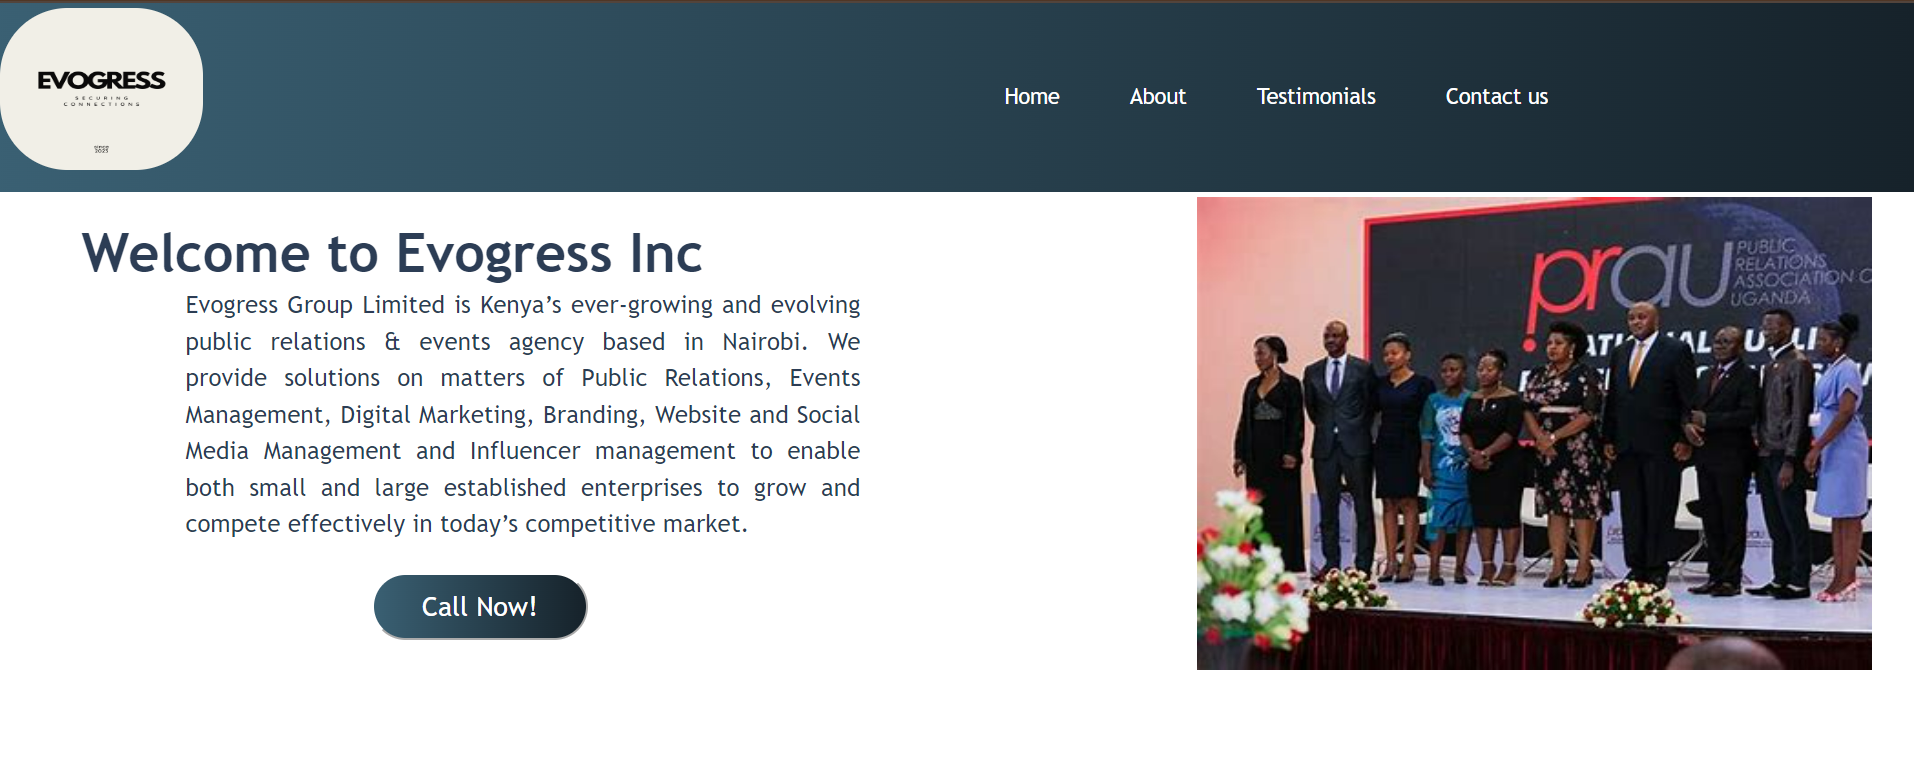 EVOGRESS
SECURING
CONNECTIONS
since
2023
Home
About
Testimonials
Contact us
Welcome to Evogress Inc
Evogress Group Limited is Kenya’s ever-growing and evolving
public relations & events agency based in Nairobi. We
provide solutions on matters of Public Relations, Events
Management, Digital Marketing, Branding, Website and Social
Media Management and Influencer management to enable
both small and large established enterprises to grow and
compete effectively in today’s competitive market.
Call Now!
prau
PUBLIC
RELATIONS
ASSOCIATION
UGANDA